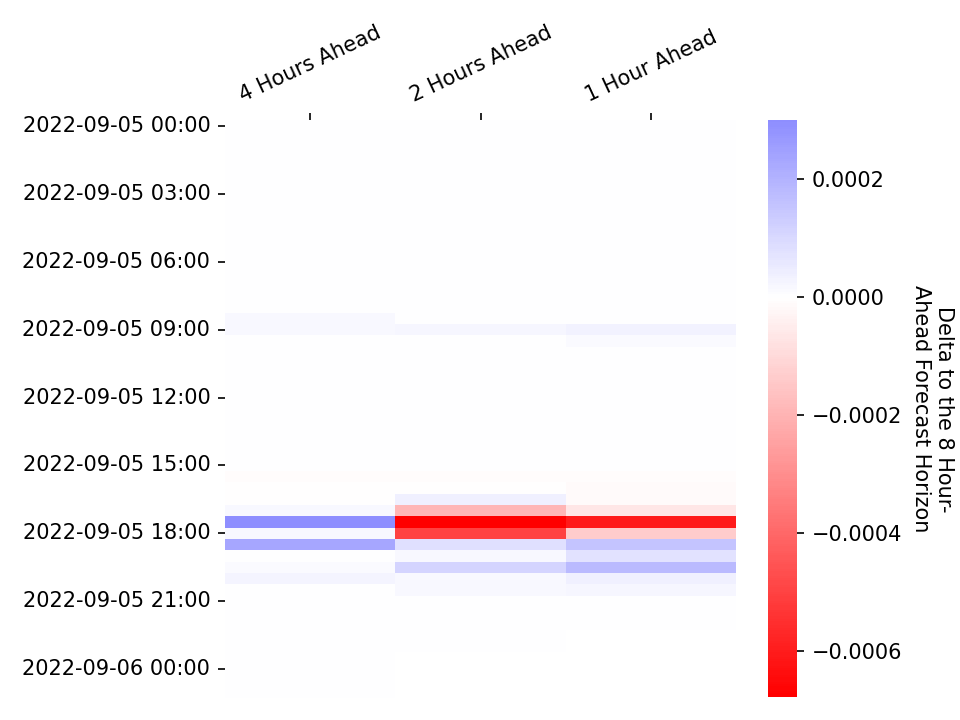 4 Hours Ahead
2 Hours Ahead
1 Hour Ahead
2022-09-05 00:00
2022-09-05 03:00
2022-09-05 06:00
2022-09-05 09:00
2022-09-05 12:00
2022-09-05 15:00
2022-09-05 18:00
2022-09-05 21:00
2022-09-06 00:00
0.0002
0.0000
−0.0002
−0.0004
−0.0006
Delta to the 8 Hour-
Ahead Forecast Horizon